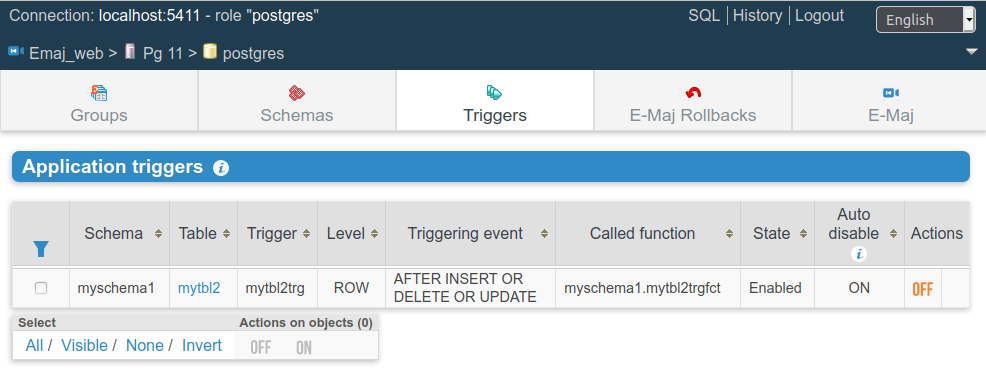 Connection: localhost:5411 - role "postgres"
SQL History Logout
English
Emaj_web > Pg 11 > postgres
Groups Schemas Triggers E-Maj Rollbacks E-Maj
Application triggers i
Schema Table Trigger Level Triggering event Called function State Auto disable i Actions
myschema1 mytbl2 mytbl2trg ROW AFTER INSERT OR DELETE OR UPDATE myschema1.mytbl2trgfct Enabled ON OFF
Select Actions on objects (0)
All / Visible / None / Invert OFF ON